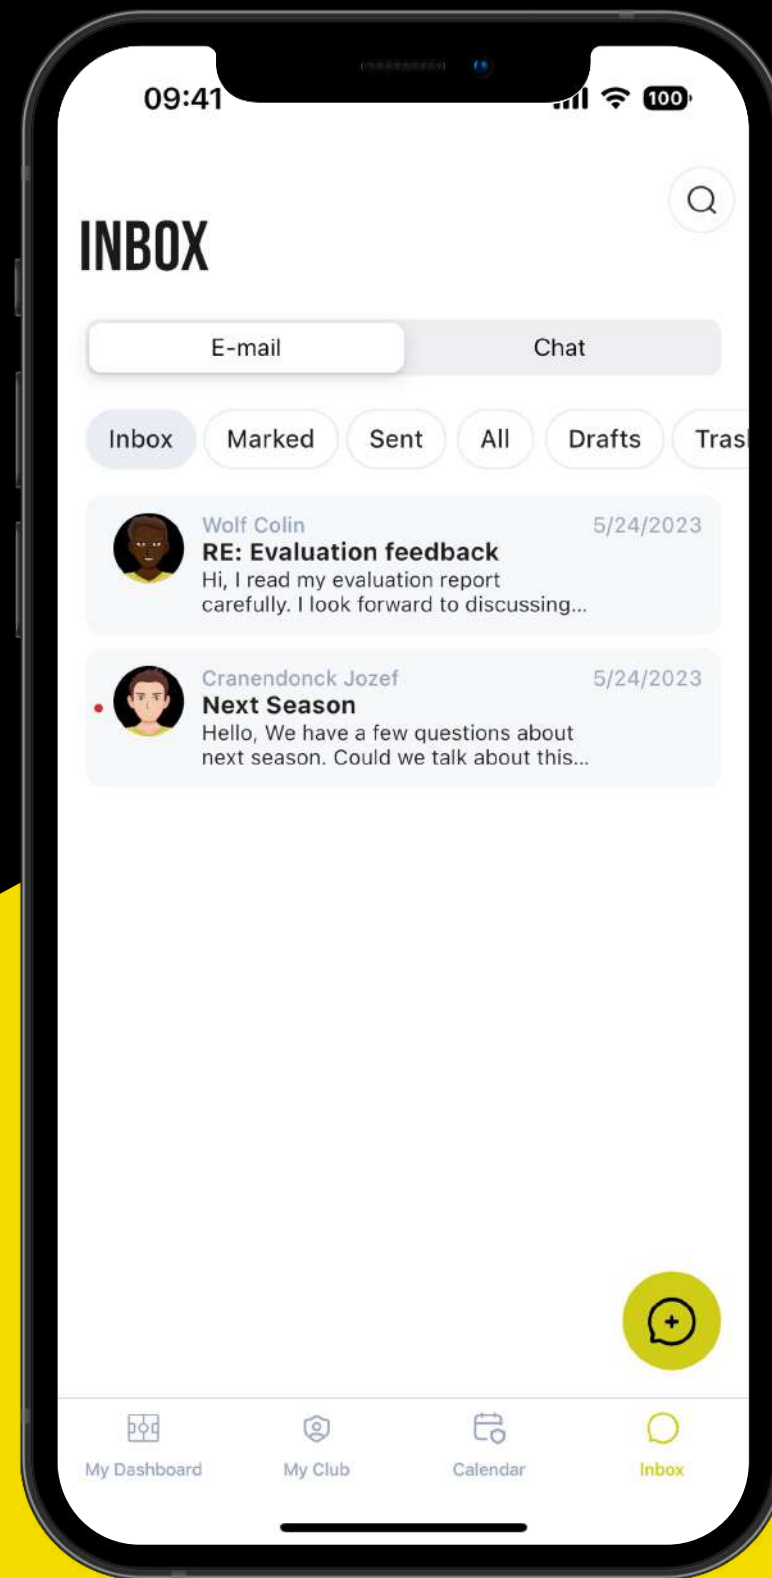 09:41
100
INBOX
E-mail
Chat
Inbox
Marked
Sent
All
Drafts
Tras
Wolf Colin
5/24/2023
RE: Evaluation feedback
Hi, I read my evaluation report
carefully. I look forward to discussing...
Cranendonck Jozef
5/24/2023
Next Season
Hello, We have a few questions about
next season. Could we talk about this...
My Dashboard
My Club
Calendar
Inbox